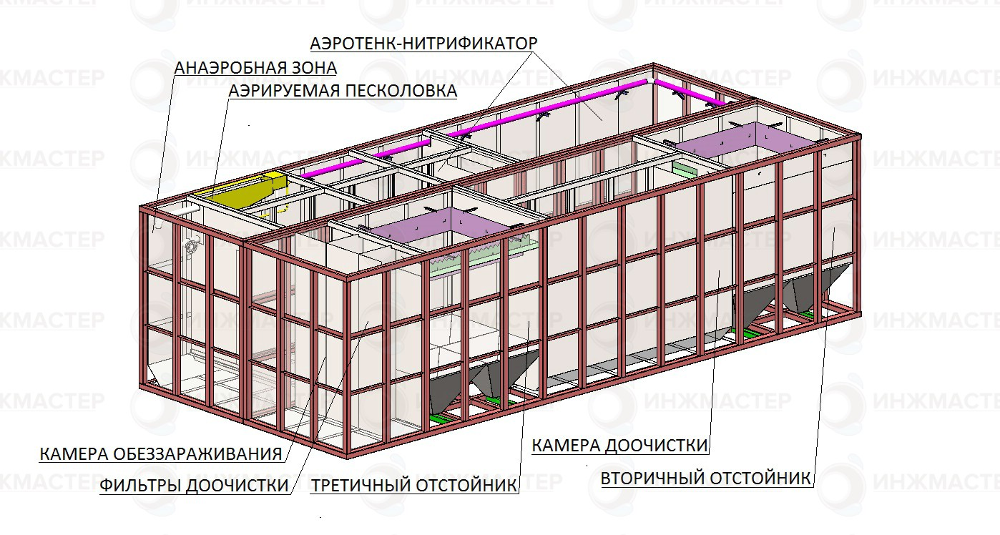 АЭРОТЕНК-НИТРИФИКАТОР
АНАЭРОБНАЯ ЗОНА
АЭРИРУЕМАЯ ПЕСКОЛОВКА
КАМЕРА ОБЕЗЗАРАЖИВАНИЯ
КАМЕРА ДООЧИСТКИ
ФИЛЬТРЫ ДООЧИСТКИ
ТРЕТИЧНЫЙ ОТСТОЙНИК
ВТОРИЧНЫЙ ОТСТОЙНИК
ИНЖМАСТЕР